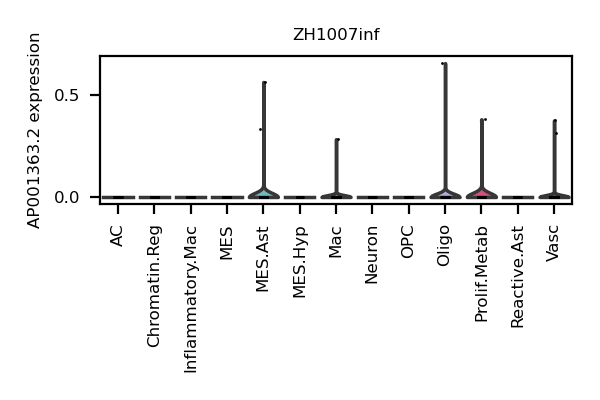 ZH1007inf
AP001363.2 expression
0.5
0.0
AC
Chromatin.Reg
Inflammatory.Mac
MES
MES.Ast
MES.Hyp
Mac
Neuron
OPC
Oligo
Prolif.Metab
Reactive.Ast
Vasc